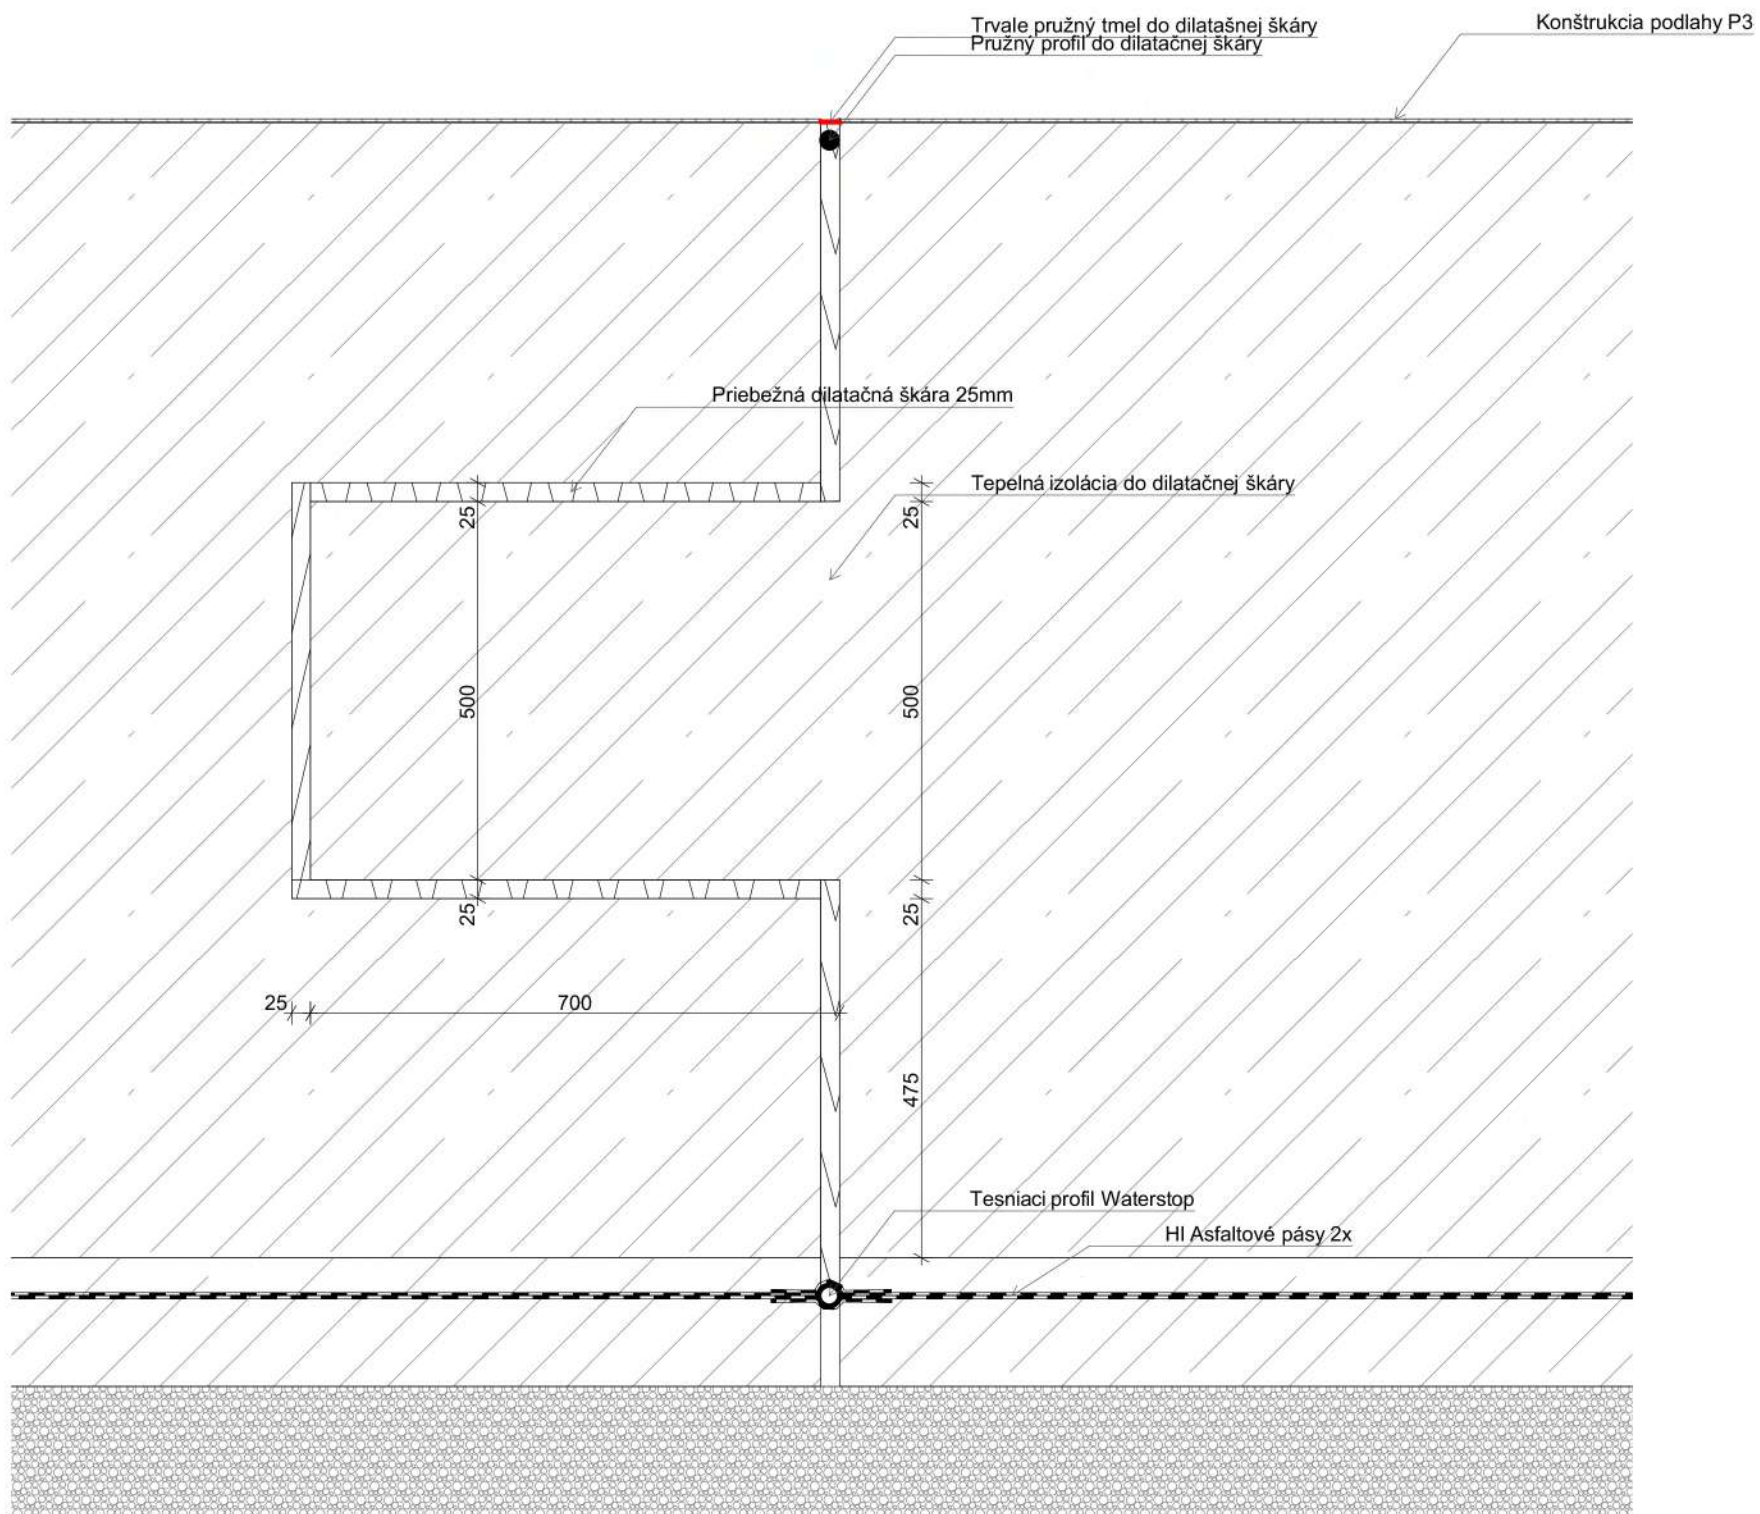 Trvale pružný tmel do dilatašnej škáry
Pružný profil do dilatačnej škáry
Konštrukcia podlahy P3
Priebežná dilatačná škára 25mm
Tepelná izolácia do dilatačnej škáry
25
25
500
500
25
25
25
700
475
Tesniaci profil Waterstop
HI Asfaltové pásy 2x